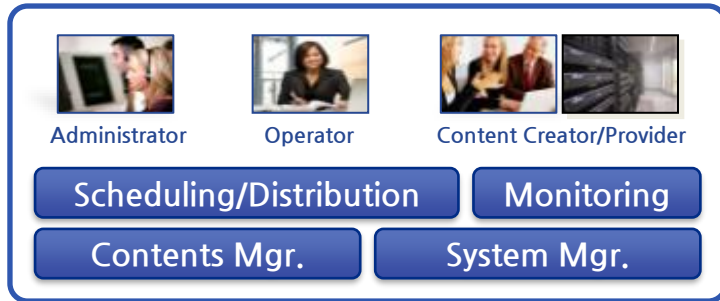 Administrator
Operator
Content Creator/Provider
Scheduling/Distribution
Monitoring
Contents Mgr.
System Mgr.